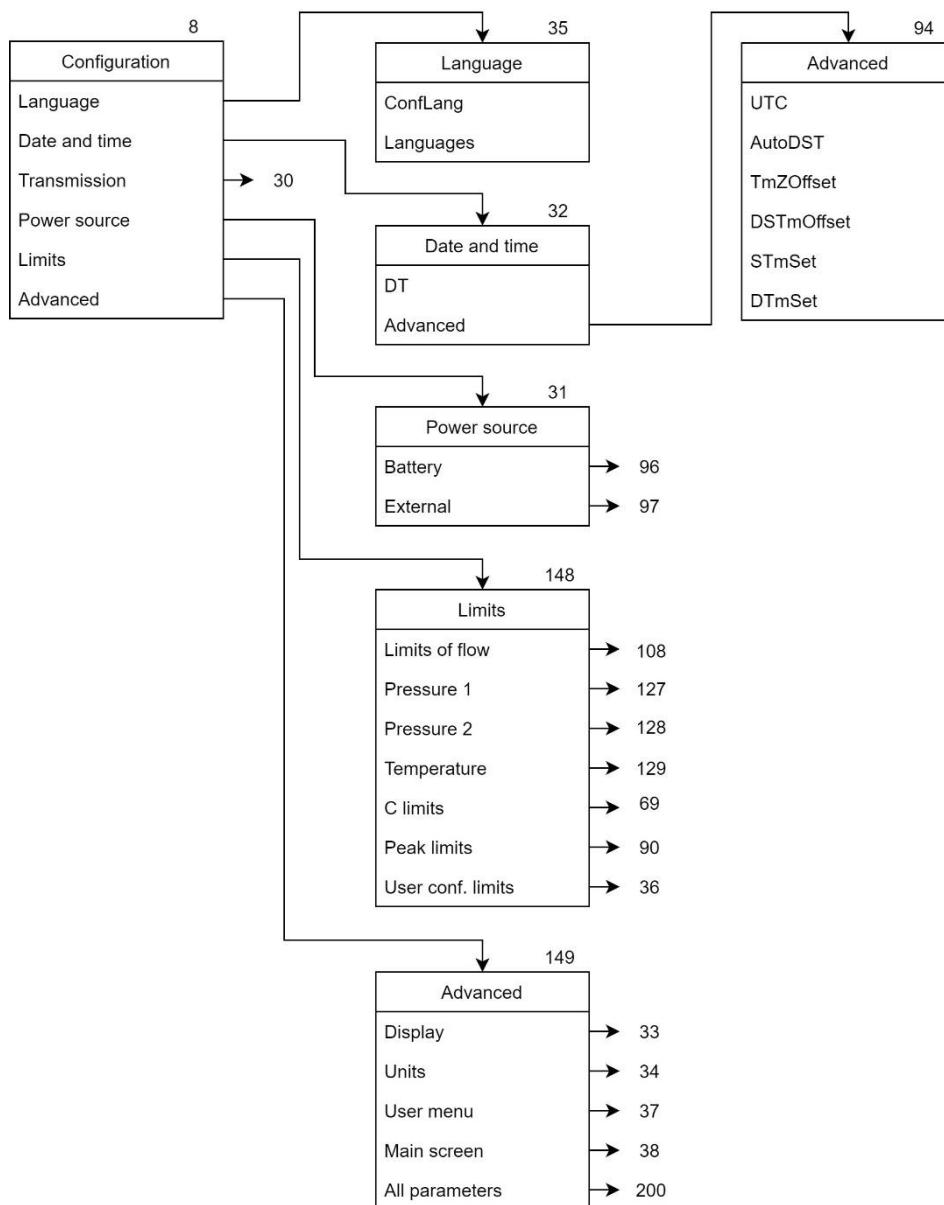 8
Configuration
Language
Date and time
Transmission
30
Power source
Limits
Advanced
35
Language
ConfLang
Languages
94
Advanced
UTC
AutoDST
TmZOffset
DSTmOffset
STmSet
DTmSet
32
Date and time
DT
Advanced
31
Power source
Battery
96
External
97
148
Limits
Limits of flow
108
Pressure 1
127
Pressure 2
128
Temperature
129
C limits
69
Peak limits
90
User conf. limits
36
149
Advanced
Display
33
Units
34
User menu
37
Main screen
38
All parameters
200